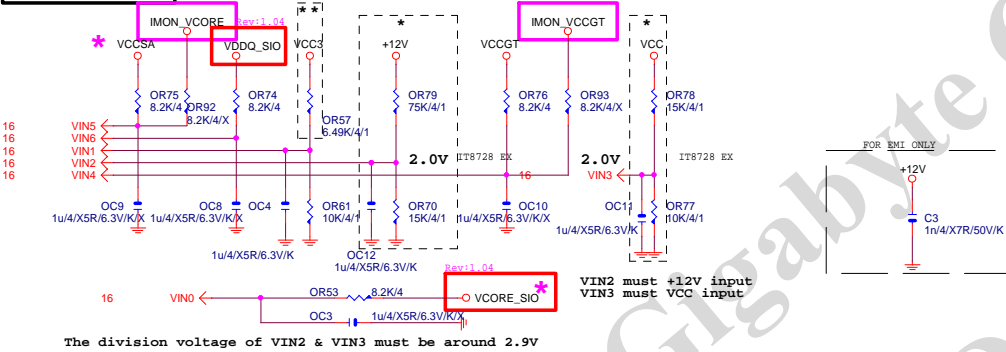 IMON_VCORE
Rev:1.04
**
*
IMON_VCCGT
*
*
VCCSA
VDDQ_SIO
VCC3
+12V
VCCGT
VCC
OR75
8.2K/4
OR92
8.2K/4/X
OR74
8.2K/4
OR57
6.49K/4/1
OR79
75K/4/1
OR76
8.2K/4
OR93
8.2K/4/X
OR78
15K/4/1
16 VIN5
16 VIN6
16 VIN1
16 VIN2
16 VIN4
2.0V IT8728 EX
16
2.0V IT8728 EX
VIN3
FOR EMI ONLY
+12V
C3
1n/4/X7R/50V/K
OC9
1u/4/X5R/6.3V/K/X
OC8
1u/4/X5R/6.3V/K/X
OC4
1u/4/X5R/6.3V/K
OR61
10K/4/1
OC12
1u/4/X5R/6.3V/K
OR70
15K/4/1
OC10
1u/4/X5R/6.3V/K/X
OC11
1u/4/X5R/6.3V/K
OR77
10K/4/1
Rev:1.04
16 VIN0
OR53 8.2K/4
VCORE_SIO *
OC3 1u/4/X5R/6.3V/K/X
VIN2 must +12V input
VIN3 must VCC input
The division voltage of VIN2 & VIN3 must be around 2.9V
Gigabyte